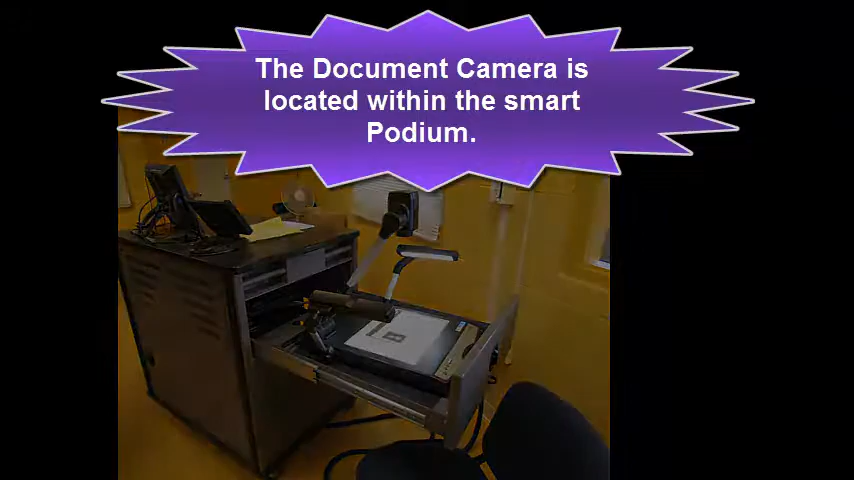 The Document Camera is
located within the smart
Podium.